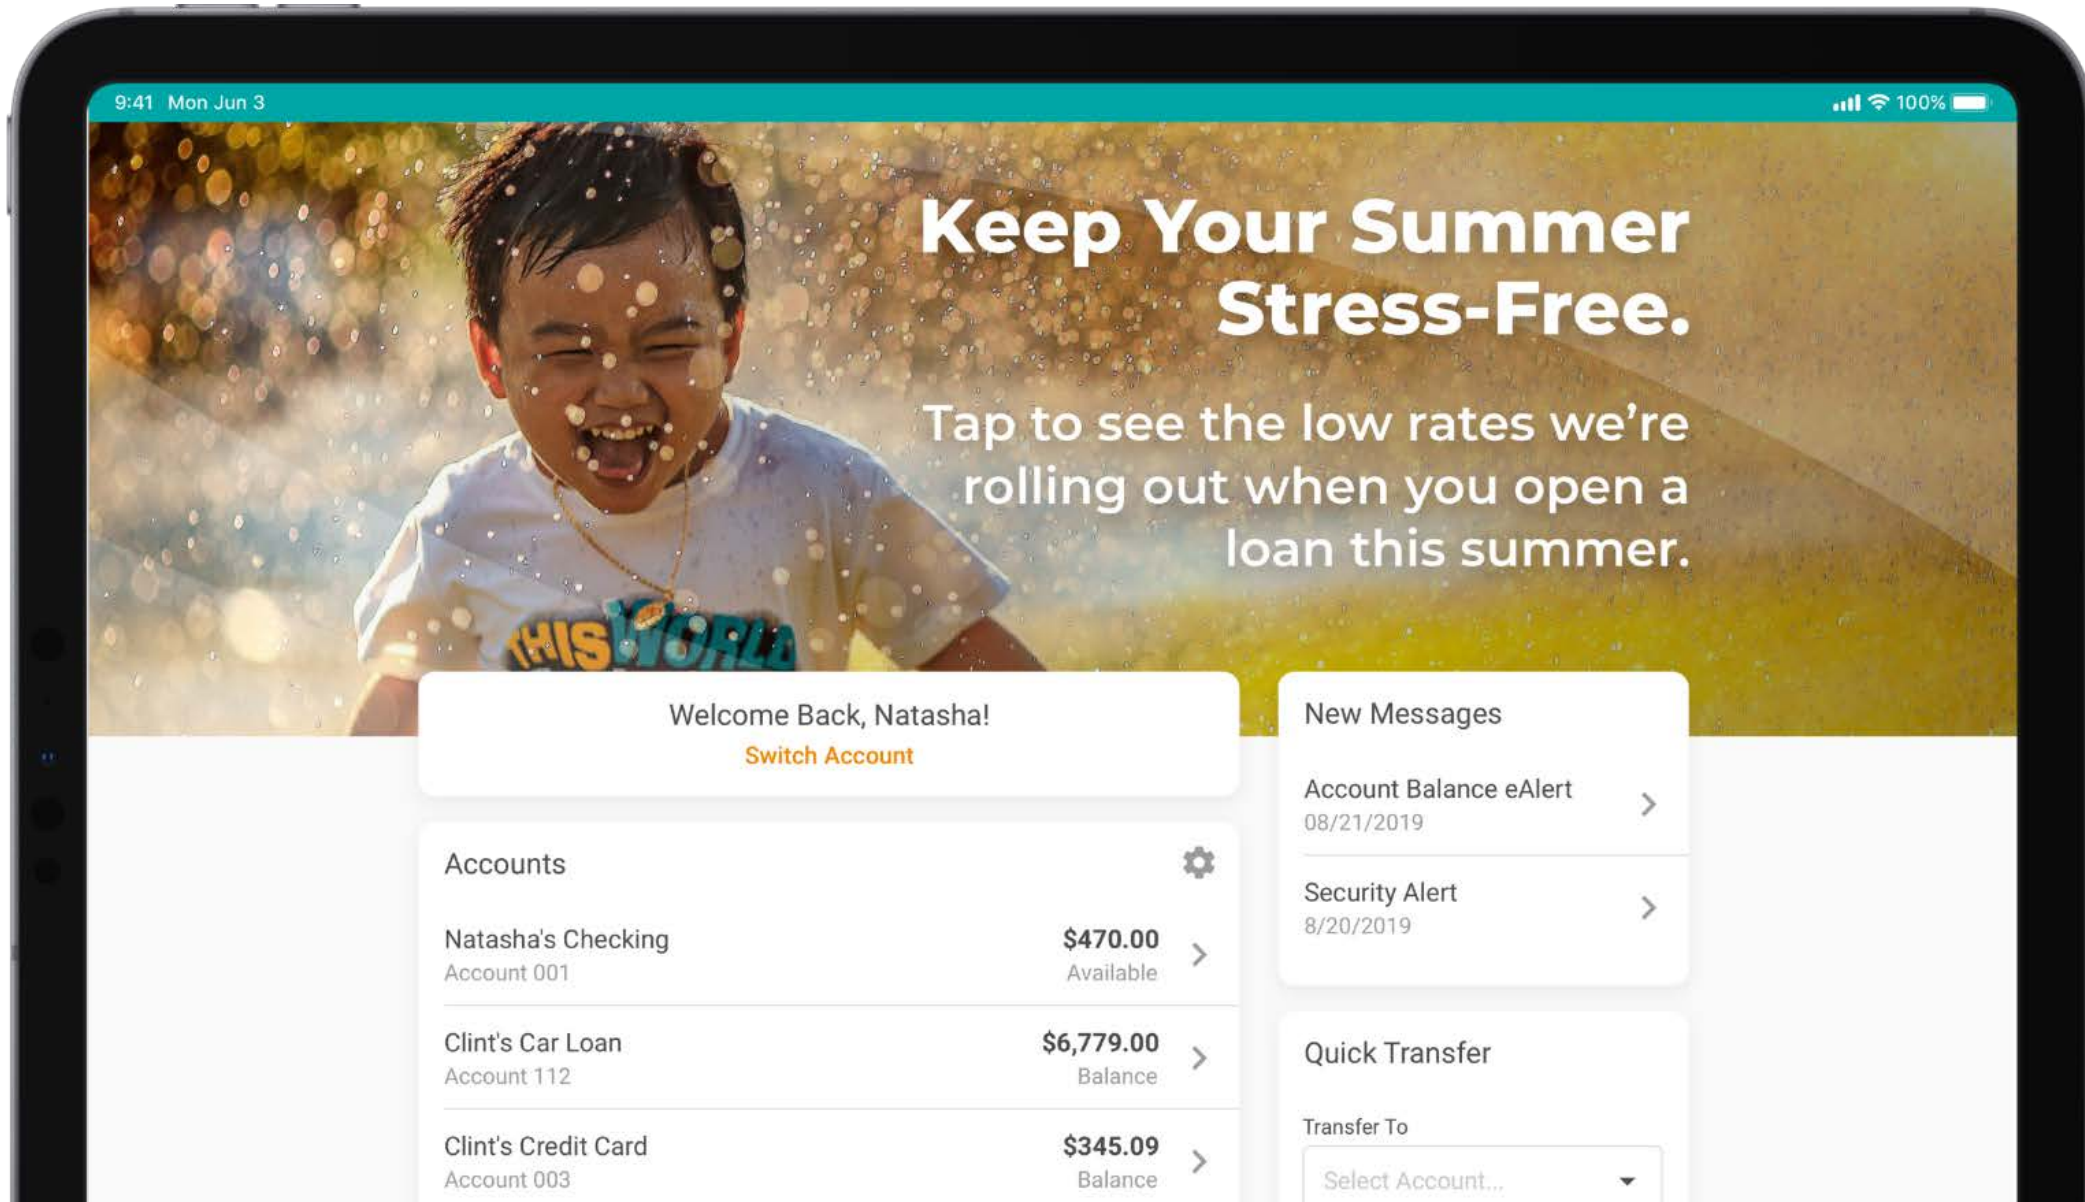 9:41 Mon Jun 3
100%
Keep Your Summer
Stress-Free.
Tap to see the low rates we're
rolling out when you open a
loan this summer.
THIS WORLD
Welcome Back, Natasha!
Switch Account
Accounts
Natasha's Checking
$470.00
Account 001
Available
Clint's Car Loan
$6,779.00
Account 112
Balance
Clint's Credit Card
$345.09
Account 003
Balance
New Messages
Account Balance eAlert
08/21/2019
Security Alert
8/20/2019
Quick Transfer
Transfer To
Select Account...